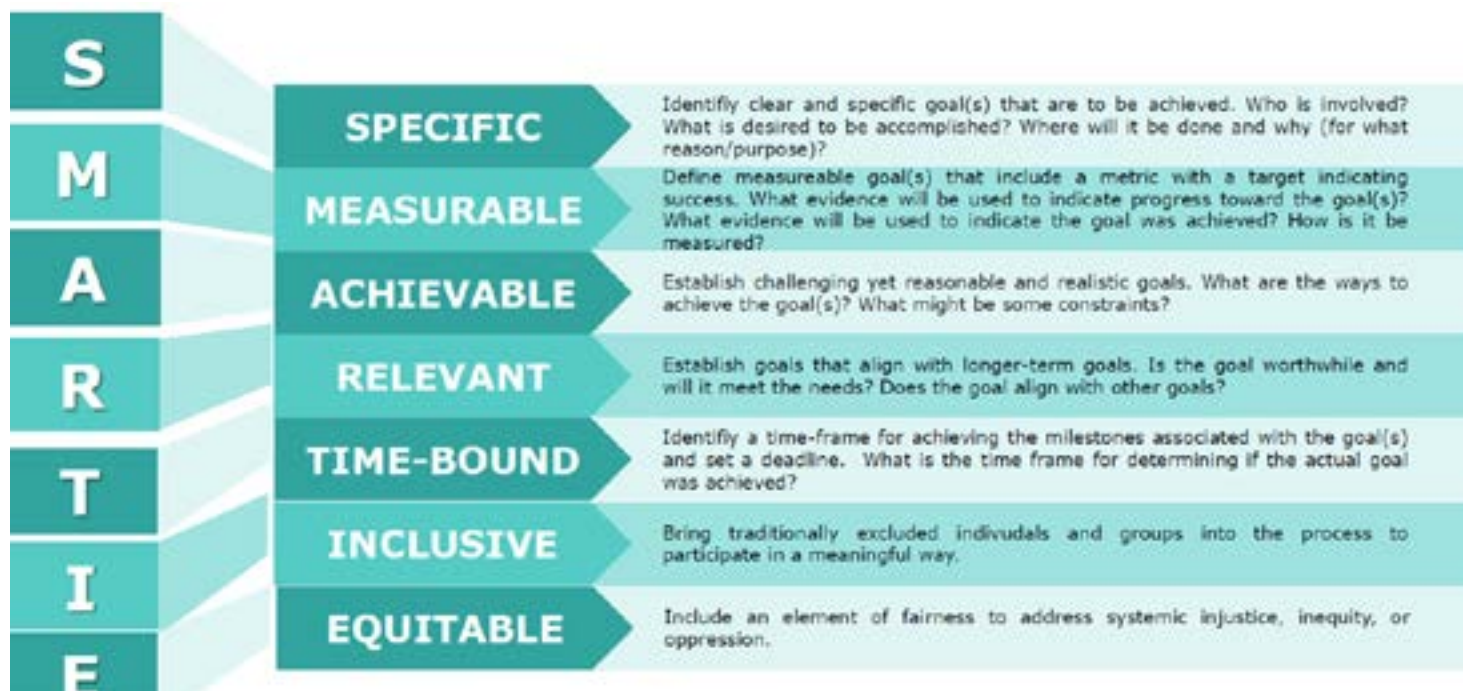 S
M
A
R
T
I
E
SPECIFIC
Identifiy clear and specific goal(s) that are to be achieved. Who is involved?
What is desired to be accomplished? Where will it be done and why (for what
reason/purpose)?
MEASURABLE
Define measureable goal(s) that include a metric with a target indicating
success. What evidence will be used to indicate progress toward the goal(s)?
What evidence will be used to indicate the goal was achieved? How is it be
measured?
ACHIEVABLE
Establish challenging yet reasonable and realistic goals. What are the ways to
achieve the goal(s)? What might be some constraints?
RELEVANT
Establish goals that align with longer-term goals. Is the goal worthwhile and
will it meet the needs? Does the goal align with other goals?
TIME-BOUND
Identifiy a time-frame for achieving the milestones associated with the goal(s)
and set a deadline. What is the time frame for determining if the actual goal
was achieved?
INCLUSIVE
Bring traditionally excluded indivudals and groups into the process to
participate in a meaningful way.
EQUITABLE
Include an element of fairness to address systemic injustice, inequity, or
oppression.